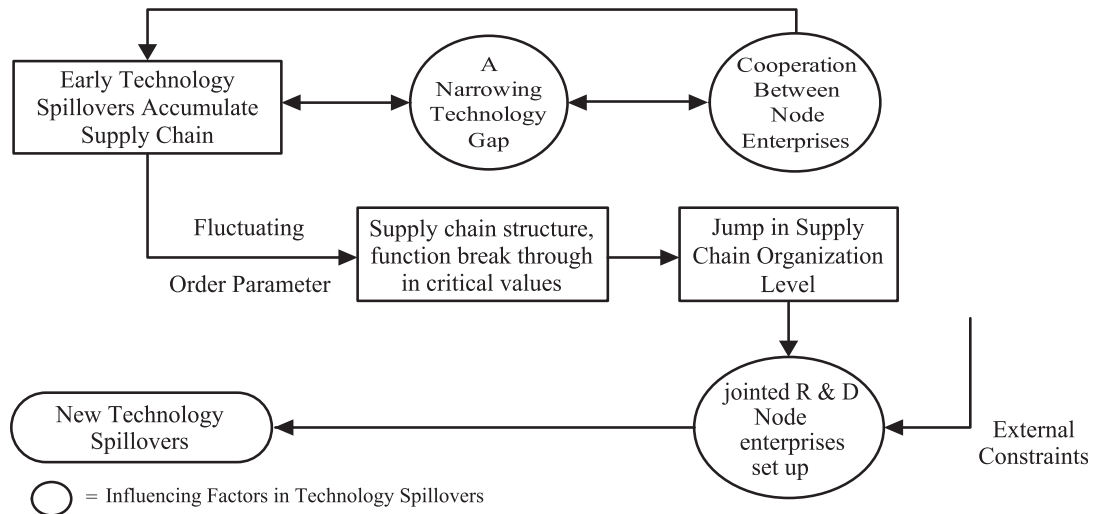 Early Technology
Spillovers Accumulate
Supply Chain
A
Narrowing
Technology
Gap
Cooperation
Between
Node
Enterprises
Fluctuating
Order Parameter
Supply chain structure,
function break through
in critical values
Jump in Supply
Chain Organization
Level
jointed R & D
Node
enterprises
set up
External
Constraints
New Technology
Spillovers
= Influencing Factors in Technology Spillovers